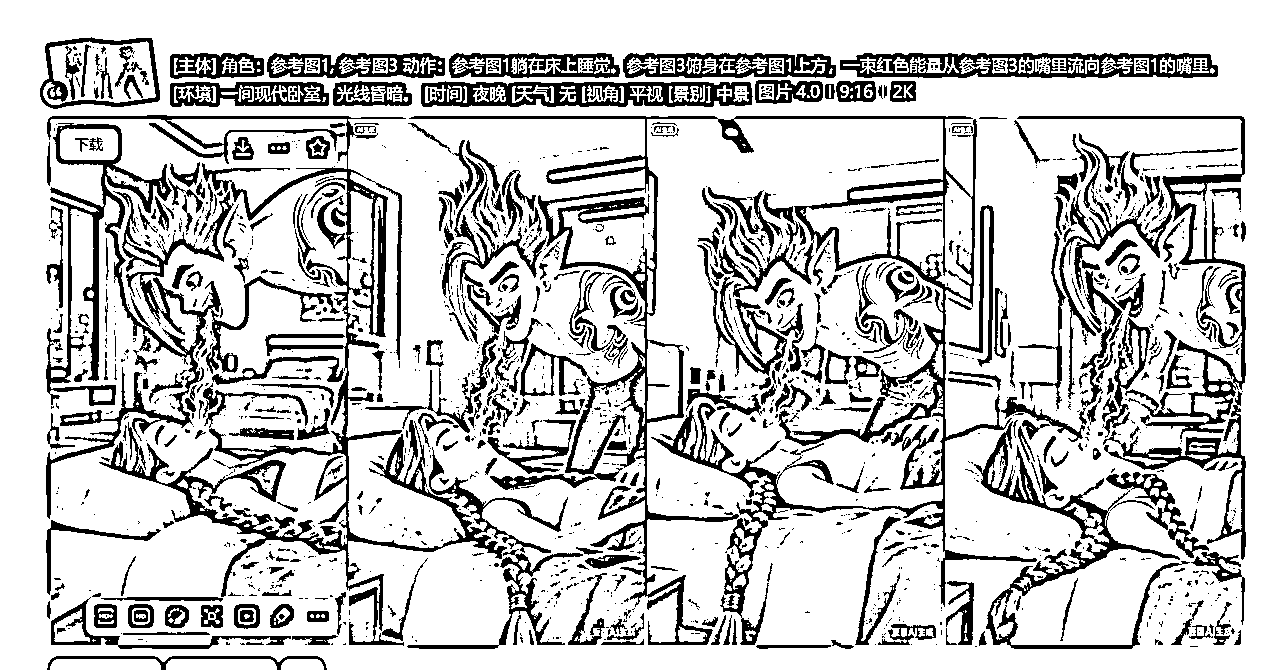 [主体] 角色：参考图1, 参考图3 动作：参考图1躺在床上睡觉。参考图3俯身在参考图1上方，一束红色能量从参考图3的嘴里流向参考图1的嘴里。
[环境] 一间现代卧室，光线昏暗。 [时间] 夜晚 [天气] 无 [视角] 平视 [景别] 中景 图片 4.0 | 9:16 | 2K
下载